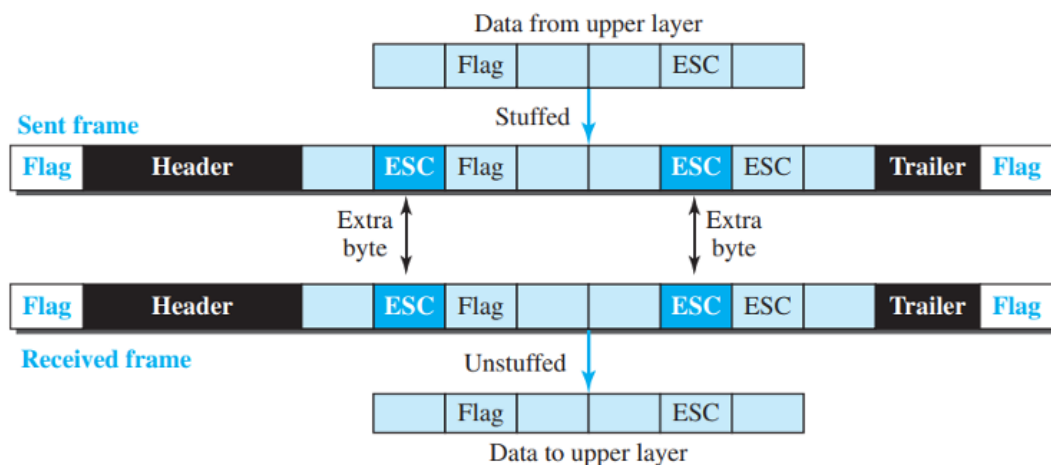 Data from upper layer
Flag ESC
Stuffed
Sent frame
Flag Header ESC Flag ESC ESC Trailer Flag
Extra byte
Extra byte
Flag Header ESC Flag ESC ESC Trailer Flag
Received frame
Unstuffed
Flag ESC
Data to upper layer